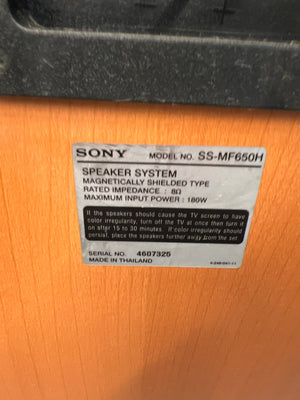 SONY MODEL NO. SS-MF650H
SPEAKER SYSTEM
MAGNETICALLY SHIELDED TYPE
RATED IMPEDANCE : 8Ω
MAXIMUM INPUT POWER : 180W
If the speakers should cause the TV screen to have
color irregularity, turn off the TV at once then turn it
on after 15 to 30 minutes. If color irregularity should
persist, place the speakers further away from the set.
SERIAL NO. 4607325
MADE IN THAILAND